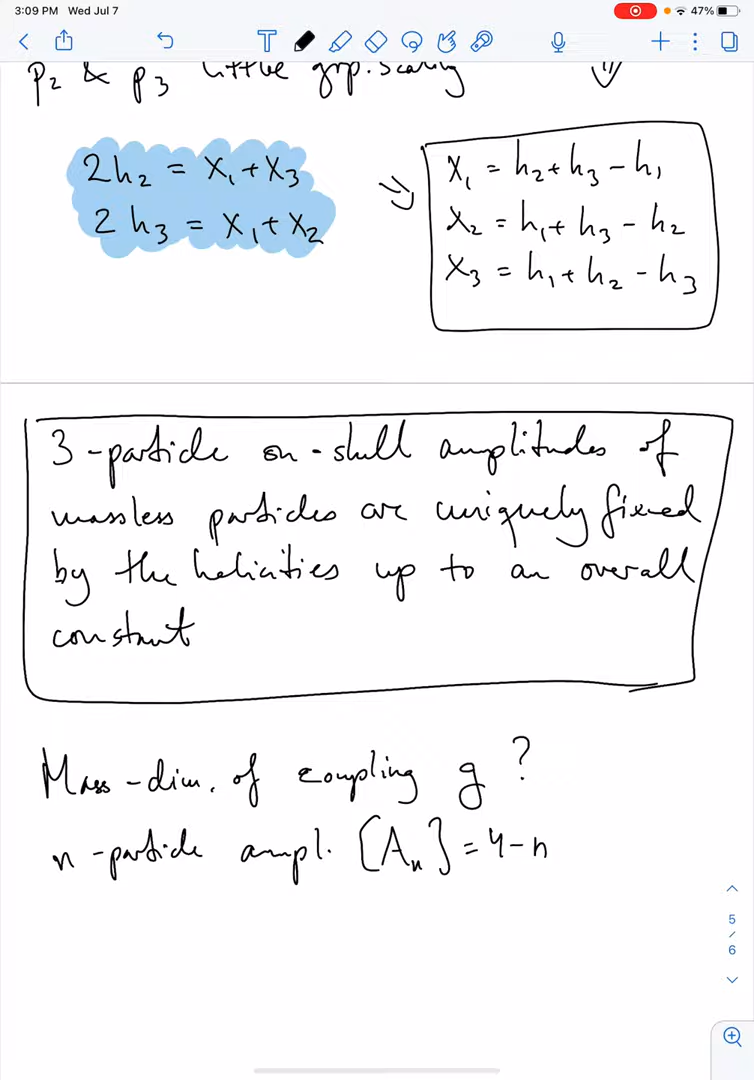 3:09 PM Wed Jul 7
47%
T
p₂ & p₃ little grp. scaling
2h₂ = x₁ + x₃
2h₃ = x₁ + x₂
x₁ = h₂ + h₃ - h₁
x₂ = h₁ + h₃ - h₂
x₃ = h₁ + h₂ - h₃
3-particle on-shell amplitudes of
massless particles are uniquely fixed
by the helicities up to an overall
constant
Mass-dim. of coupling g ?
n-particle ampl. [Aₙ] = 4-n
5
/
6